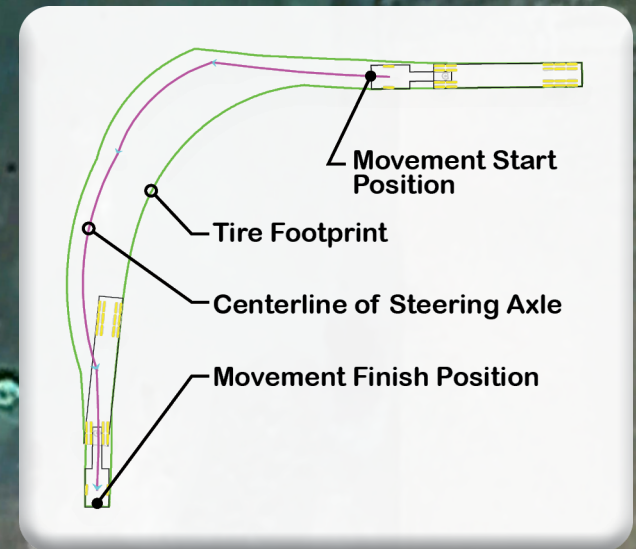 Movement Start
Position
Tire Footprint
Centerline of Steering Axle
Movement Finish Position